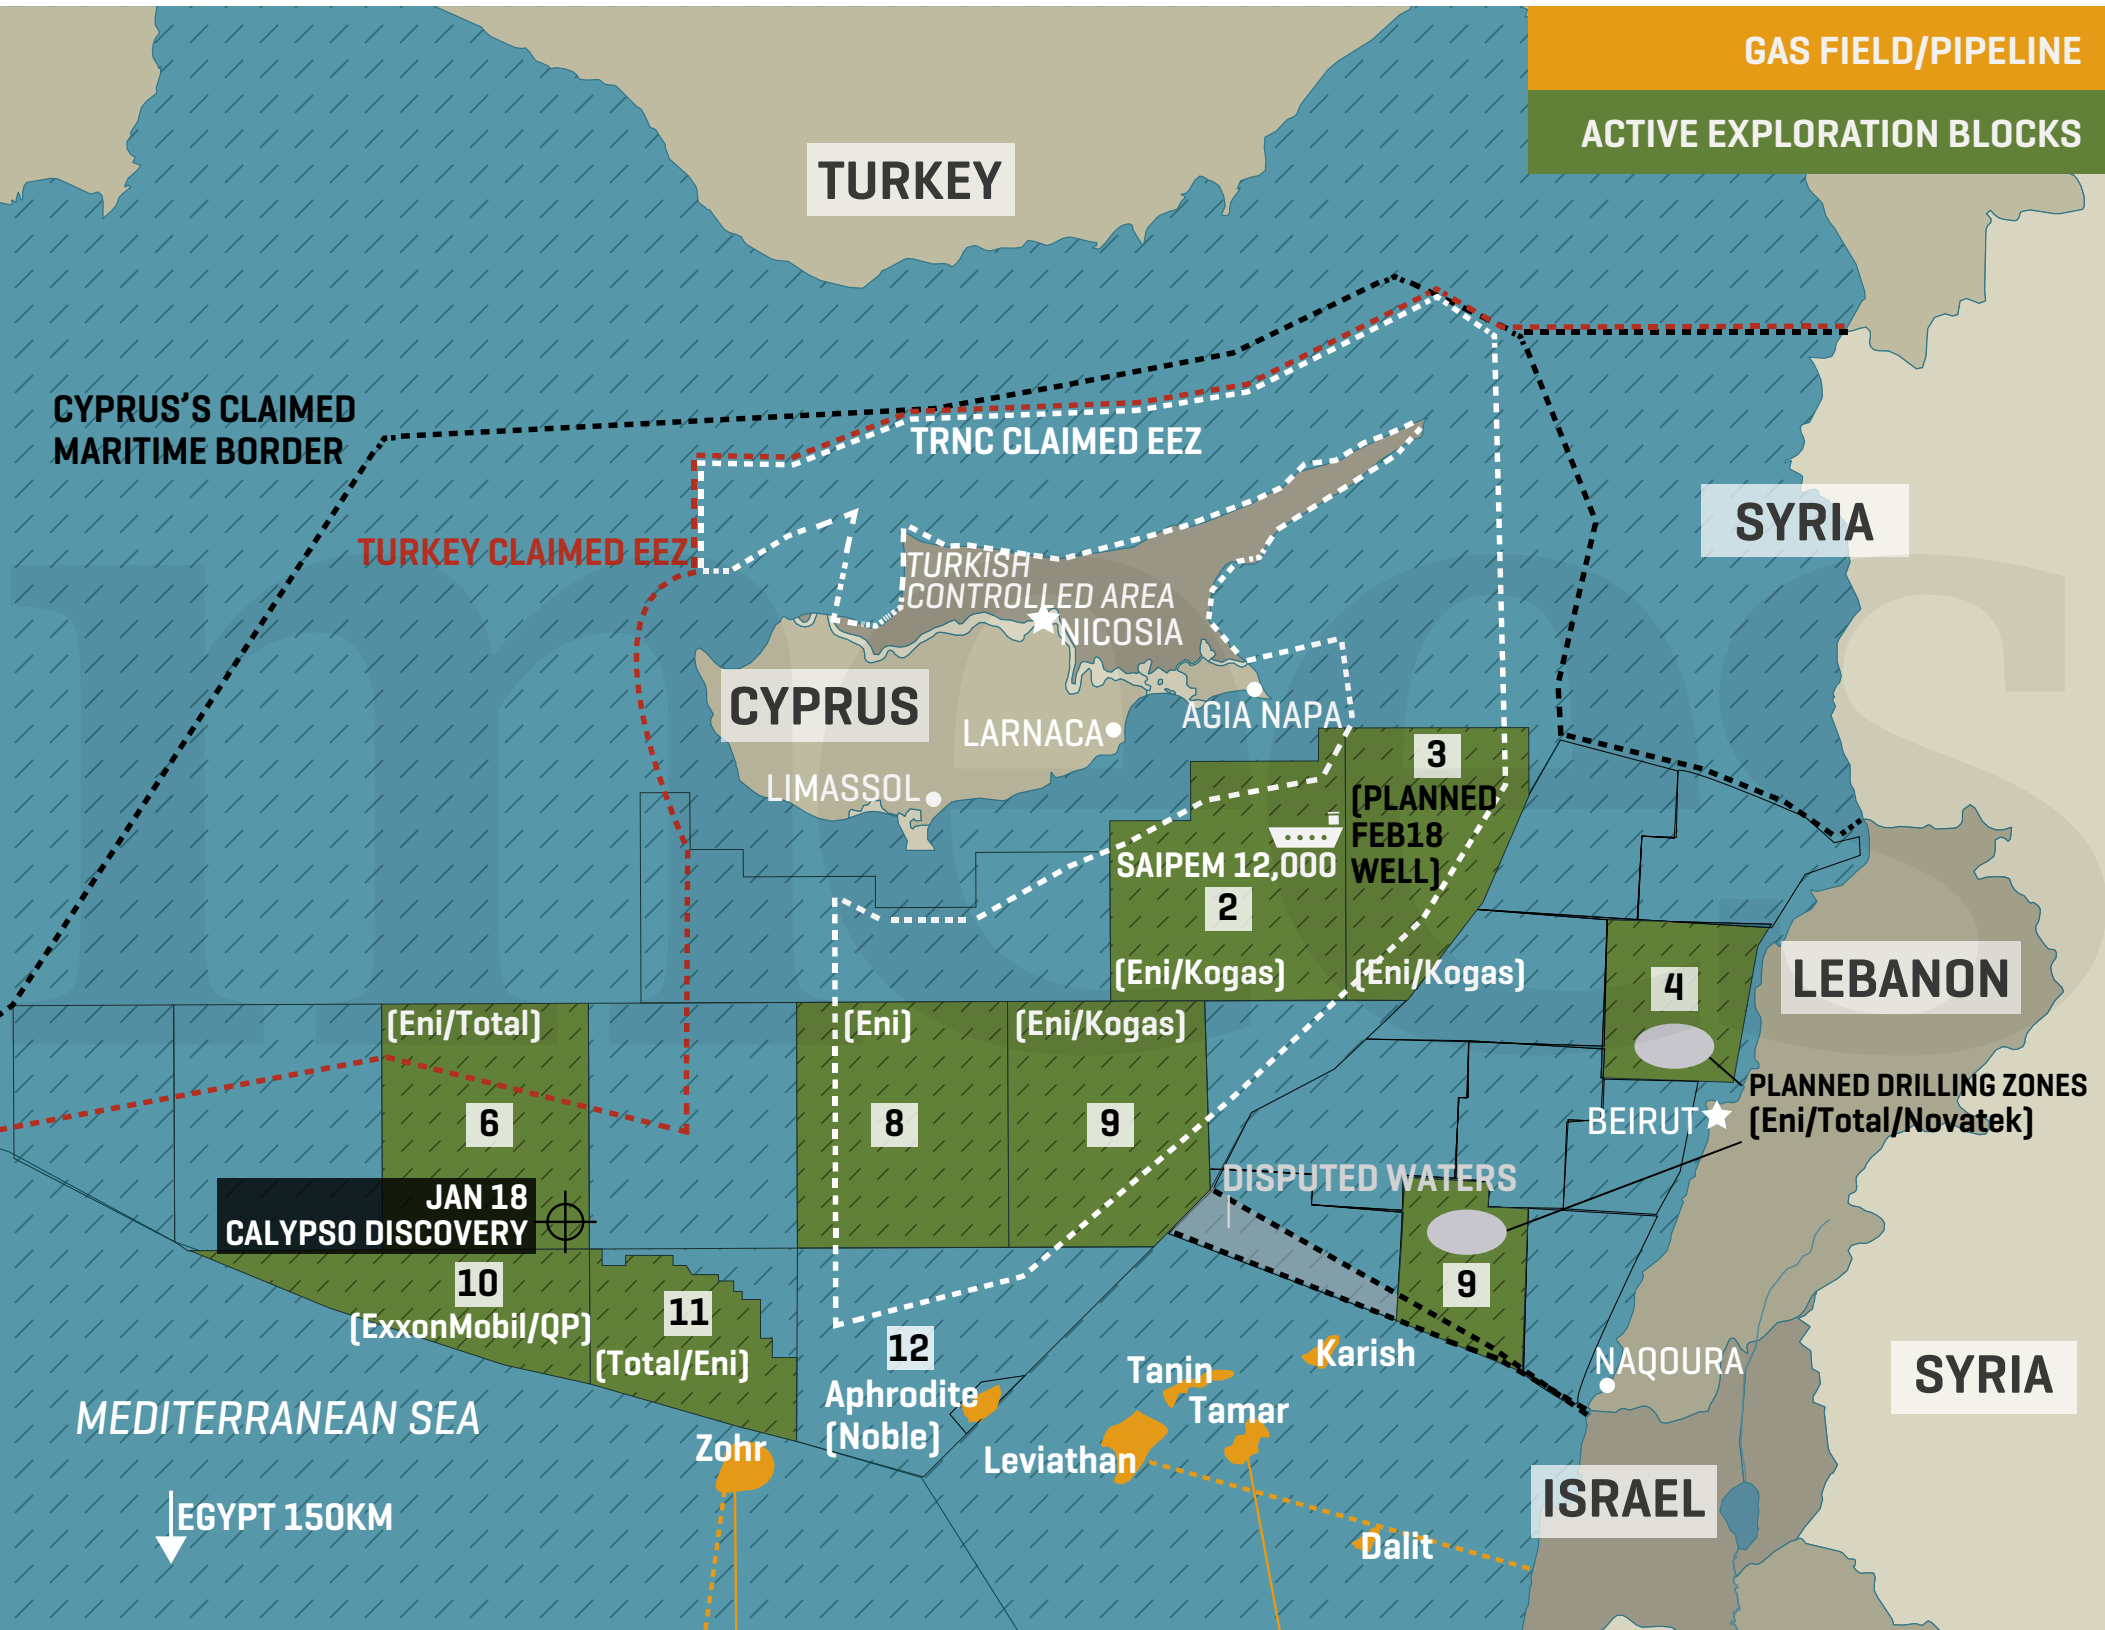 GAS FIELD/PIPELINE
ACTIVE EXPLORATION BLOCKS
TURKEY
CYPRUS'S CLAIMED
MARITIME BORDER
TRNC CLAIMED EEZ
TURKEY CLAIMED EEZ
SYRIA
TURKISH
CONTROLLED AREA
NICOSIA
CYPRUS
LARNACA
AGIA NAPA
LIMASSOL
3
(PLANNED
FEB18
WELL)
SAIPEM 12,000
2
(Eni/Kogas)
(Eni/Kogas)
4
LEBANON
(Eni/Total)
(Eni)
(Eni/Kogas)
6
8
9
PLANNED DRILLING ZONES
(Eni/Total/Novatek)
BEIRUT
DISPUTED WATERS
JAN 18
CALYPSO DISCOVERY
10
(ExxonMobil/QP)
11
(Total/Eni)
9
12
Aphrodite
(Noble)
Karish
Tanin
Tamar
Leviathan
NAQOURA
SYRIA
MEDITERRANEAN SEA
Zohr
EGYPT 150KM
ISRAEL
Dalit
mees